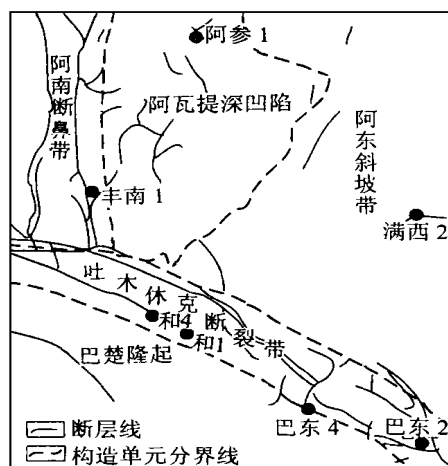 阿参 1
阿南断鼻带
阿瓦提深凹陷
阿东斜坡带
丰南 1
满西 2
吐木休克断裂带
和4
和1
巴楚隆起
巴东 4
巴东 2
断层线
构造单元分界线